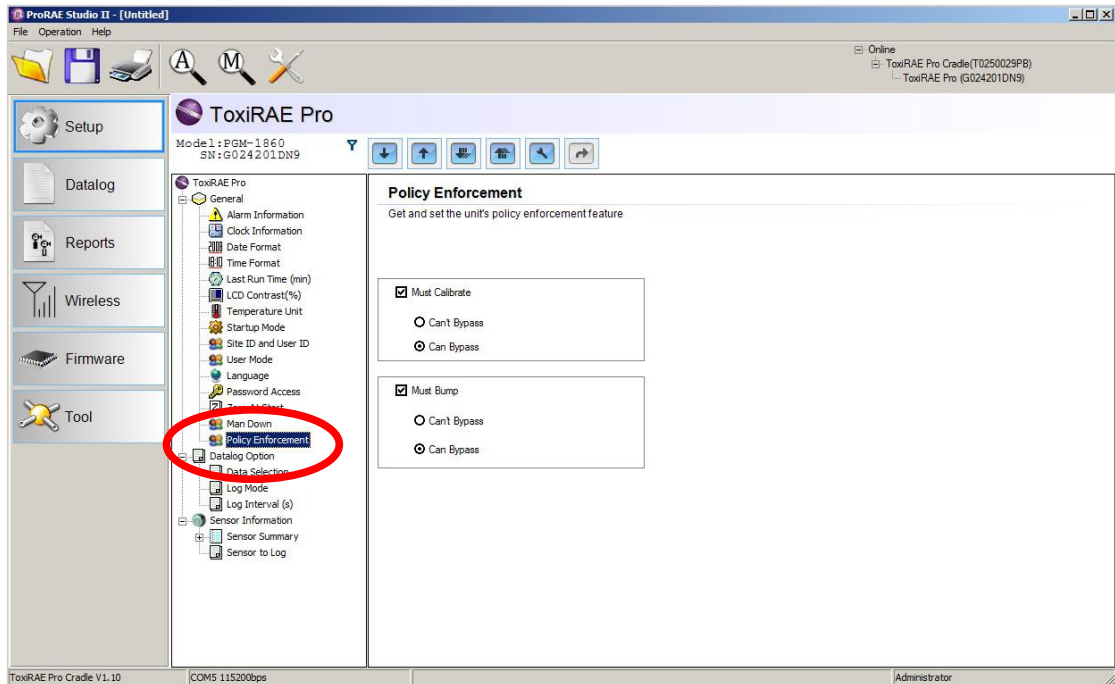 ProRAE Studio II - [Untitled]
File Operation Help
A
M
Online
ToxiRAE Pro Cradle(T0250029PB)
ToxiRAE Pro (G024201DN9)
Setup
Datalog
Reports
Wireless
Firmware
Tool
ToxiRAE Pro
Model:PGM-1860
SN:G024201DN9
ToxiRAE Pro
General
Alarm Information
Clock Information
Date Format
Time Format
Last Run Time (min)
LCD Contrast(%)
Temperature Unit
Startup Mode
Site ID and User ID
User Mode
Language
Password Access
Man Down
Policy Enforcement
Datalog Option
Data Selection
Log Mode
Log Interval (s)
Sensor Information
Sensor Summary
Sensor to Log
Policy Enforcement
Get and set the unit's policy enforcement feature
Must Calibrate
Can't Bypass
Can Bypass
Must Bump
Can't Bypass
Can Bypass
ToxiRAE Pro Cradle V1.10
COM5 115200bps
Administrator